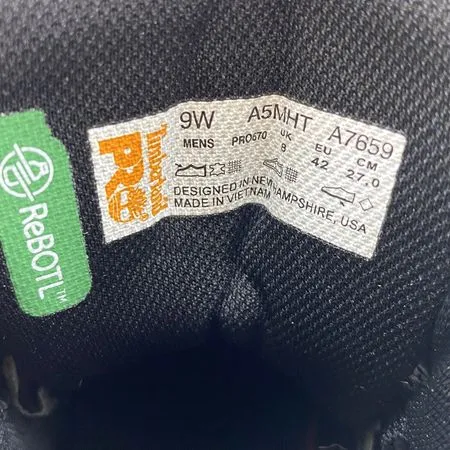 ReBOTL™
Timberland
PRO
9W A5MHT A7659
MENS PRO670 UK EU CM
8 42 27.0
DESIGNED IN NEW HAMPSHIRE, USA
MADE IN VIETNAM